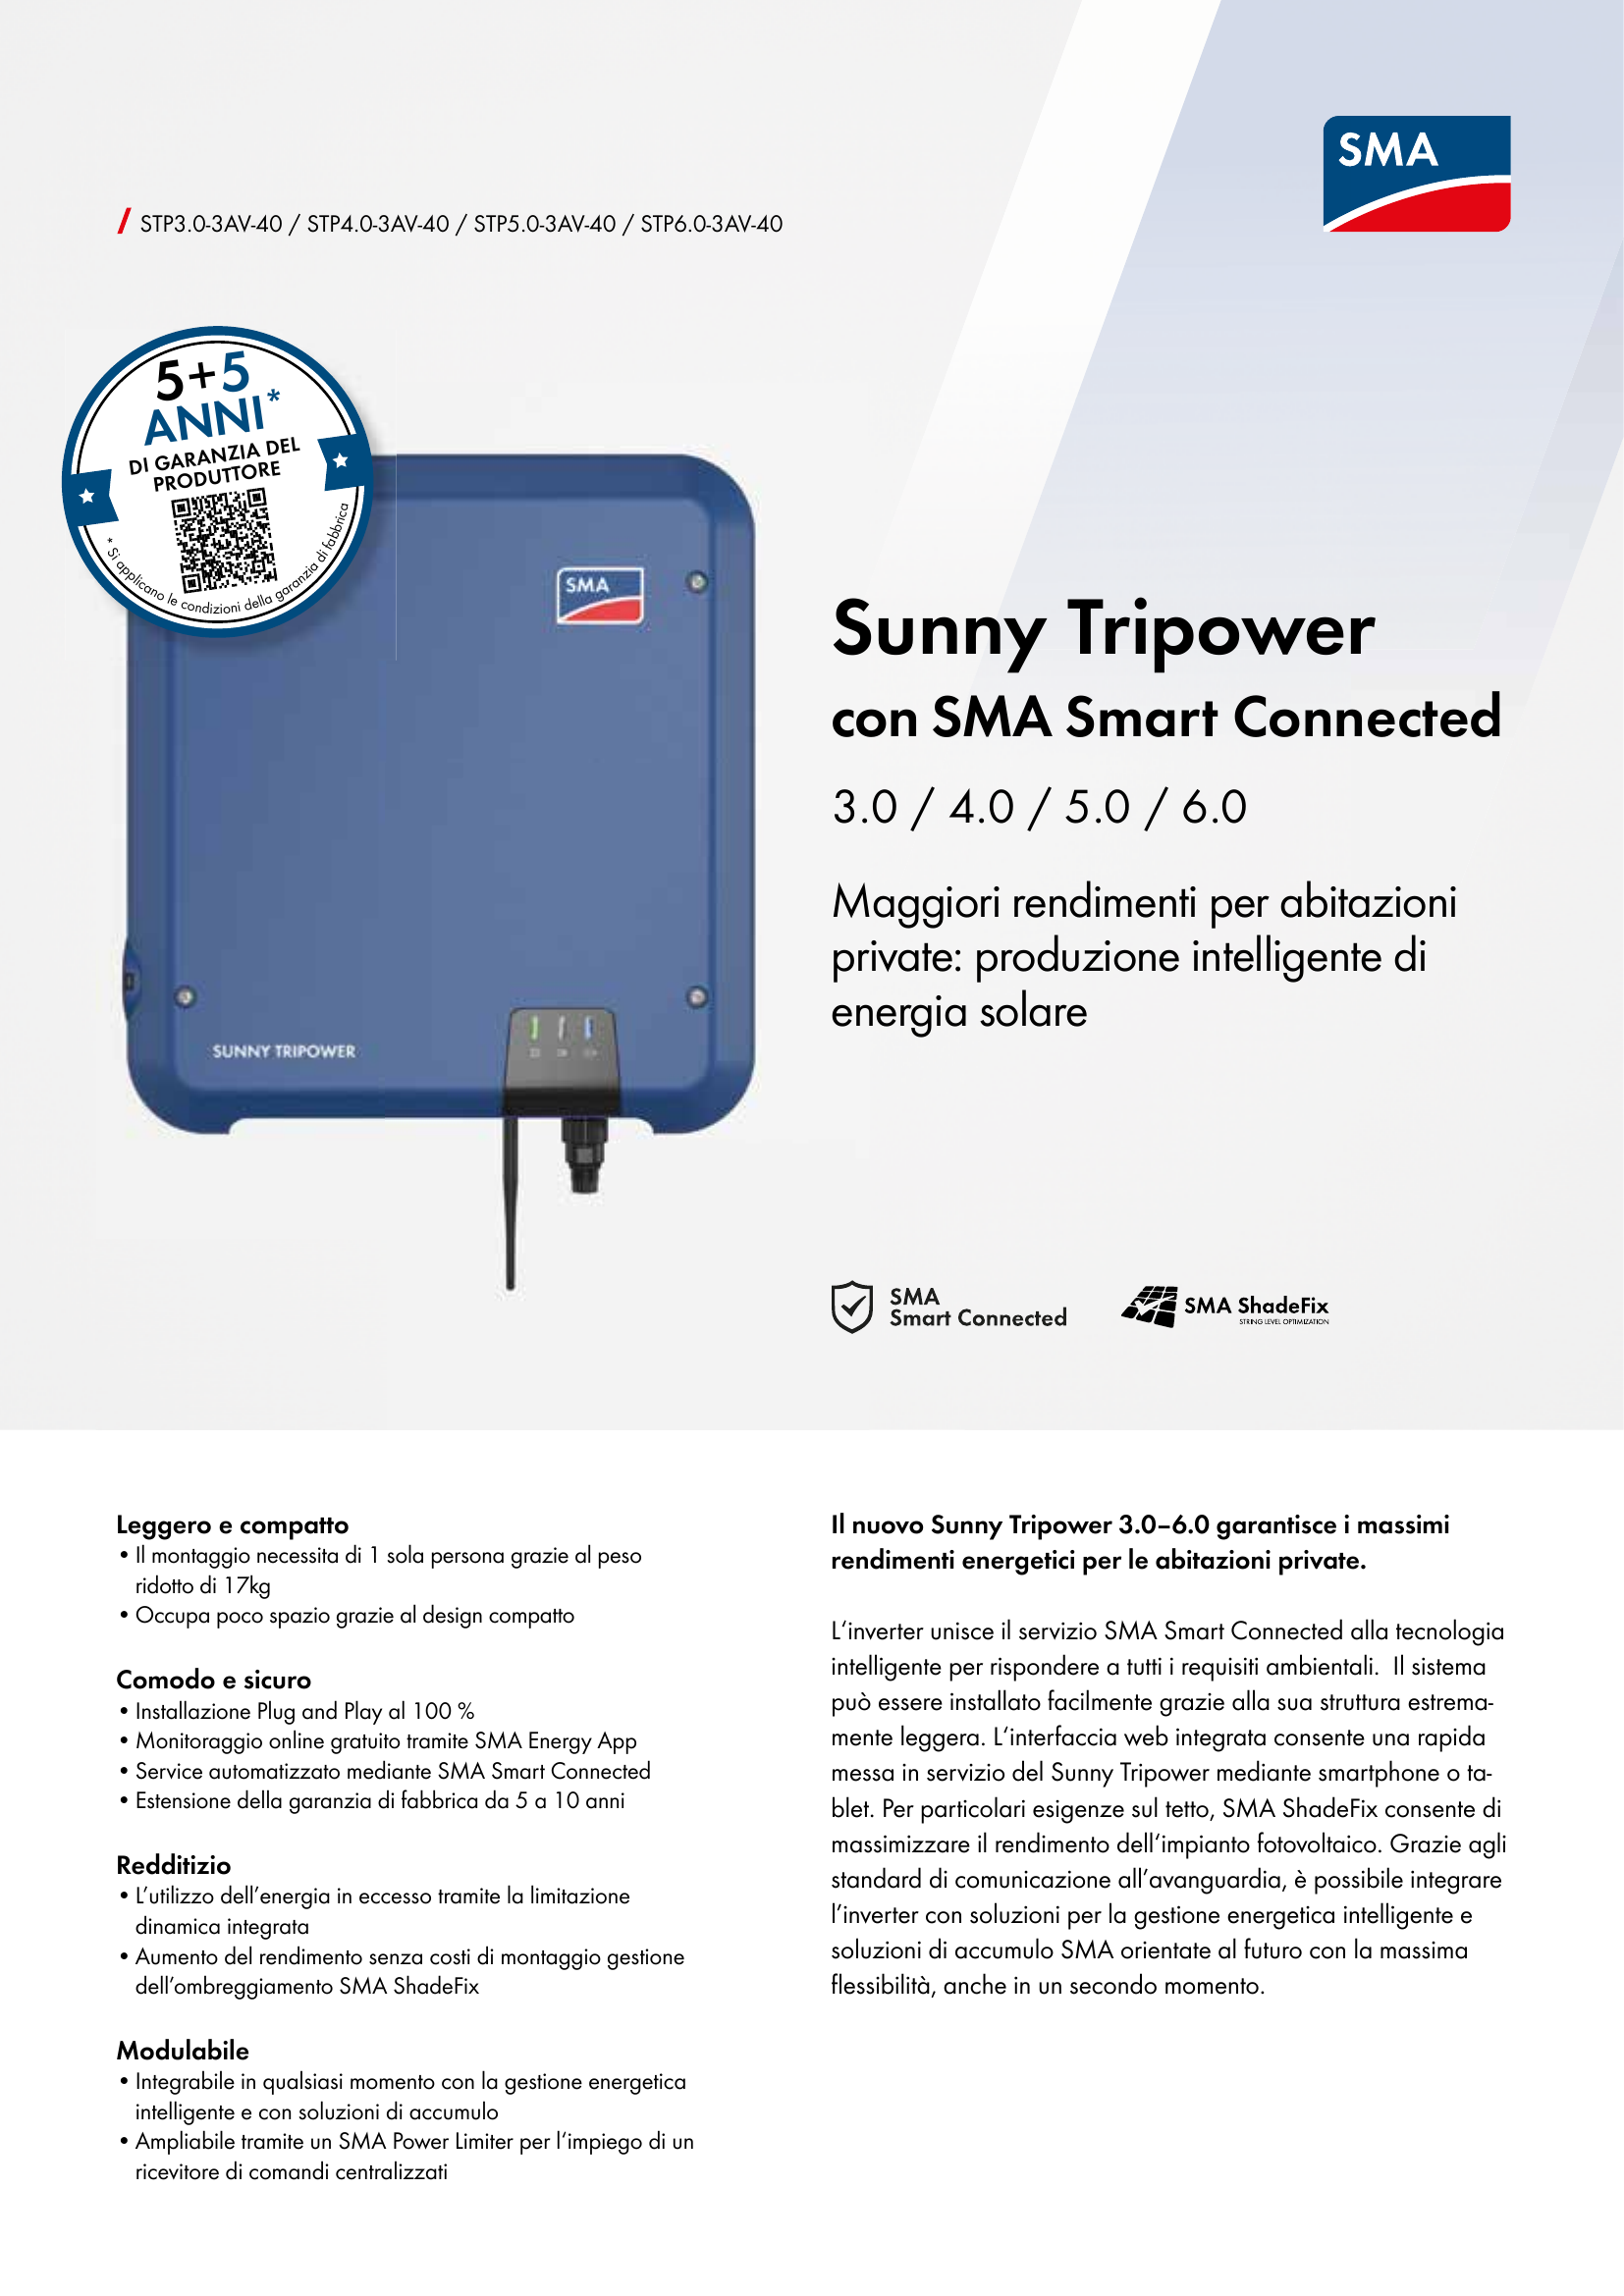 SMA
/ STP3.0-3AV-40 / STP4.0-3AV-40 / STP5.0-3AV-40 / STP6.0-3AV-40
5+5
ANNI*
DI GARANZIA DEL
PRODUTTORE
* Si applicano le condizioni della garanzia di fabbrica
SMA
SUNNY TRIPOWER
Sunny Tripower
con SMA Smart Connected
3.0 / 4.0 / 5.0 / 6.0
Maggiori rendimenti per abitazioni
private: produzione intelligente di
energia solare
SMA
Smart Connected
SMA ShadeFix
STRING LEVEL OPTIMIZATION
Leggero e compatto
• Il montaggio necessita di 1 sola persona grazie al peso
ridotto di 17kg
• Occupa poco spazio grazie al design compatto
Comodo e sicuro
• Installazione Plug and Play al 100 %
• Monitoraggio online gratuito tramite SMA Energy App
• Service automatizzato mediante SMA Smart Connected
• Estensione della garanzia di fabbrica da 5 a 10 anni
Redditizio
• L’utilizzo dell’energia in eccesso tramite la limitazione
dinamica integrata
• Aumento del rendimento senza costi di montaggio gestione
dell’ombreggiamento SMA ShadeFix
Modulabile
• Integrabile in qualsiasi momento con la gestione energetica
intelligente e con soluzioni di accumulo
• Ampliabile tramite un SMA Power Limiter per l‘impiego di un
ricevitore di comandi centralizzati
Il nuovo Sunny Tripower 3.0–6.0 garantisce i massimi
rendimenti energetici per le abitazioni private.
L‘inverter unisce il servizio SMA Smart Connected alla tecnologia
intelligente per rispondere a tutti i requisiti ambientali. Il sistema
può essere installato facilmente grazie alla sua struttura estrema-
mente leggera. L‘interfaccia web integrata consente una rapida
messa in servizio del Sunny Tripower mediante smartphone o ta-
blet. Per particolari esigenze sul tetto, SMA ShadeFix consente di
massimizzare il rendimento dell‘impianto fotovoltaico. Grazie agli
standard di comunicazione all’avanguardia, è possibile integrare
l’inverter con soluzioni per la gestione energetica intelligente e
soluzioni di accumulo SMA orientate al futuro con la massima
flessibilità, anche in un secondo momento.